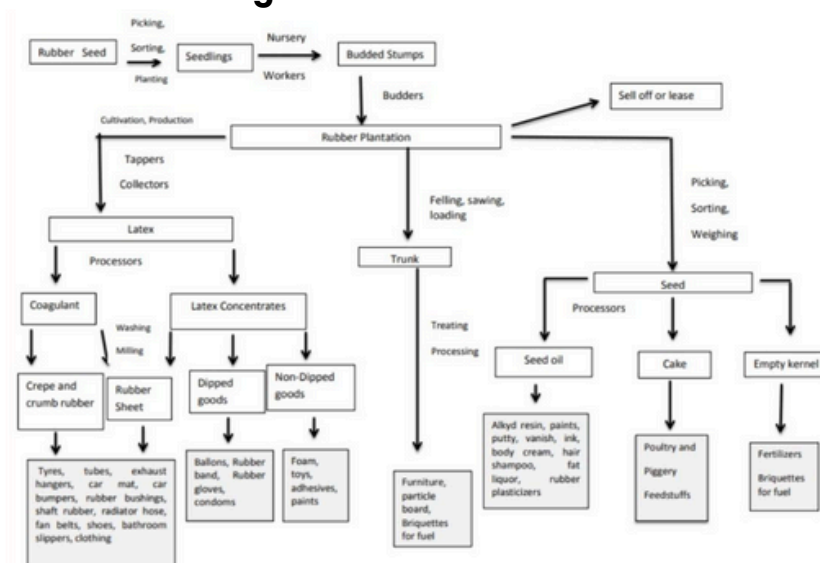 Picking,
Rubber Seed
Sorting,
Planting
Seedlings
Nursery
Workers
Budded Stumps
Budders
Sell off or lease
Cultivation, Production
Rubber Plantation
Tappers
Collectors
Felling, sawing,
loading
Picking,
Sorting,
Weighing
Latex
Processors
Trunk
Seed
Processors
Coagulant
Latex Concentrates
Washing
Milling
Treating
Processing
Seed oil
Cake
Empty kernel
Crepe and
crumb rubber
Rubber
Sheet
Dipped
goods
Non-Dipped
goods
Tyres, tubes, exhaust
hangers, car mat, car
bumpers, rubber bushings,
shaft rubber, radiator hose,
fan belts, shoes, bathroom
slippers, clothing
Ballons, Rubber
band, Rubber
gloves,
condoms
Foam,
toys,
adhesives,
paints
Furniture,
particle
board,
Briquettes
for fuel
Alkyd resin, paints,
putty, vanish, ink,
body cream, hair
shampoo, fat
liquor, rubber
plasticizers
Poultry and
Piggery
Feedstuffs
Fertilizers
Briquettes
for fuel